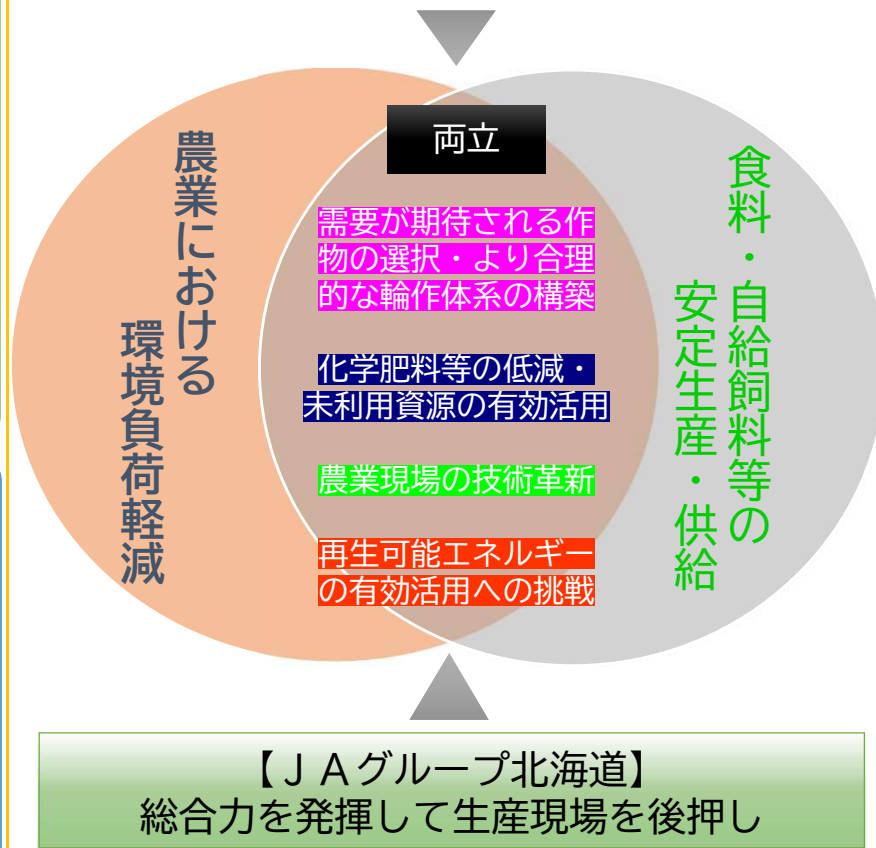 両立
農業における
環境負荷軽減
需要が期待される作
物の選択・より合理
的な輪作体系の構築
化学肥料等の低減・
未利用資源の有効活用
農業現場の技術革新
再生可能エネルギー
の有効活用への挑戦
食料・自給飼料等の
安定生産・供給
【ＪＡグループ北海道】
総合力を発揮して生産現場を後押し